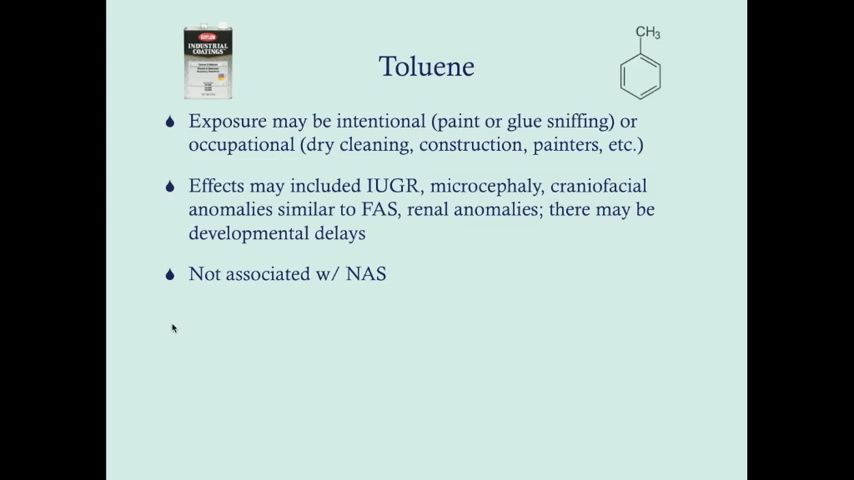 INDUSTRIAL
COATINGS
CH3
Toluene
Exposure may be intentional (paint or glue sniffing) or
occupational (dry cleaning, construction, painters, etc.)
Effects may included IUGR, microcephaly, craniofacial
anomalies similar to FAS, renal anomalies; there may be
developmental delays
Not associated w/ NAS